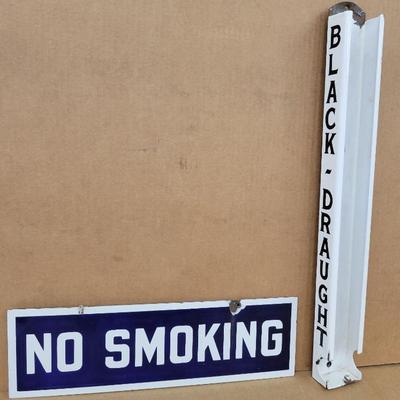 NO SMOKING
BLACK - DRAUGHT